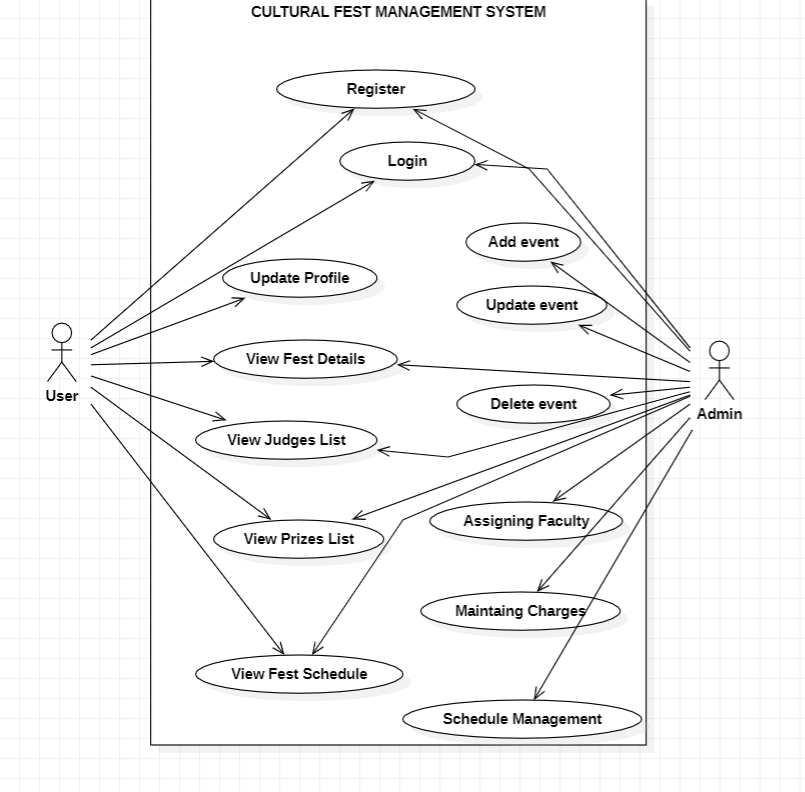 CULTURAL FEST MANAGEMENT SYSTEM
Register
Login
Add event
Update Profile
Update event
View Fest Details
User
Delete event
Admin
View Judges List
Assigning Faculty
View Prizes List
Maintaing Charges
View Fest Schedule
Schedule Management